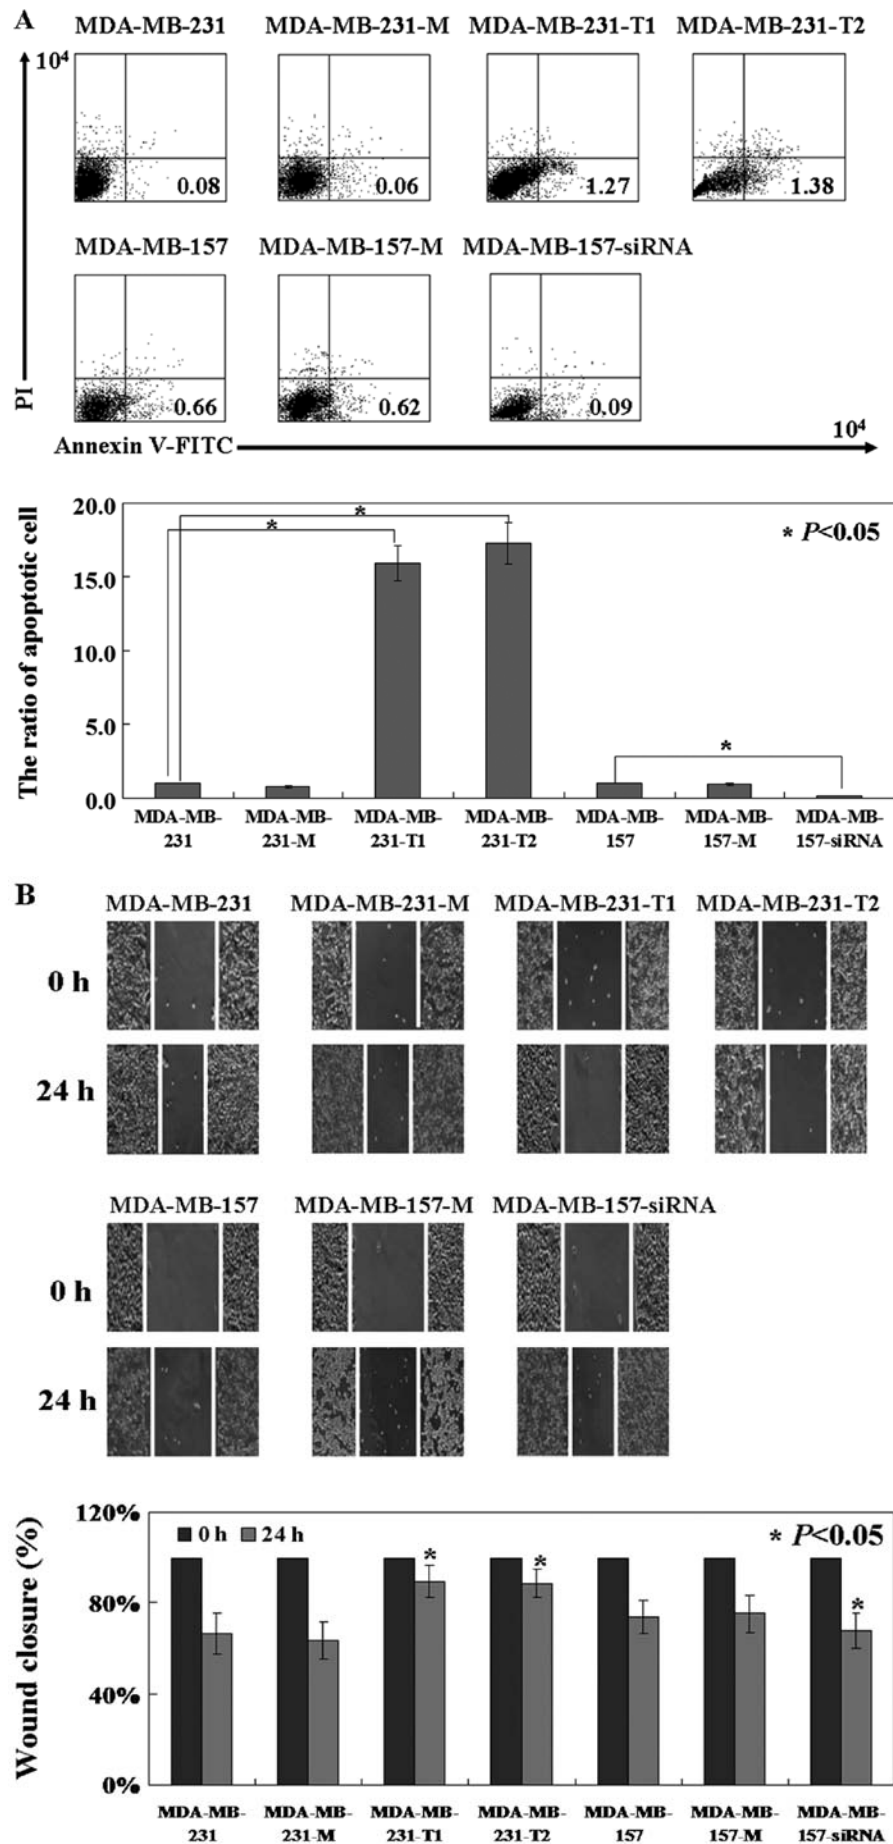 A
MDA-MB-231 MDA-MB-231-M MDA-MB-231-T1 MDA-MB-231-T2
10⁴
0.08 0.06 1.27 1.38
MDA-MB-157 MDA-MB-157-M MDA-MB-157-siRNA
0.66 0.62 0.09
PI
Annexin V-FITC 10⁴
The ratio of apoptotic cell
20.0
15.0
10.0
5.0
0.0
* * *
* P<0.05
MDA-MB- MDA-MB- MDA-MB- MDA-MB- MDA-MB- MDA-MB- MDA-MB-
231 231-M 231-T1 231-T2 157 157-M 157-siRNA
B
MDA-MB-231 MDA-MB-231-M MDA-MB-231-T1 MDA-MB-231-T2
0 h
24 h
MDA-MB-157 MDA-MB-157-M MDA-MB-157-siRNA
0 h
24 h
Wound closure (%)
120%
80%
40%
0%
0 h 24 h
* P<0.05
* * *
MDA-MB- MDA-MB- MDA-MB- MDA-MB- MDA-MB- MDA-MB- MDA-MB-
231 231-M 231-T1 231-T2 157 157-M 157-siRNA